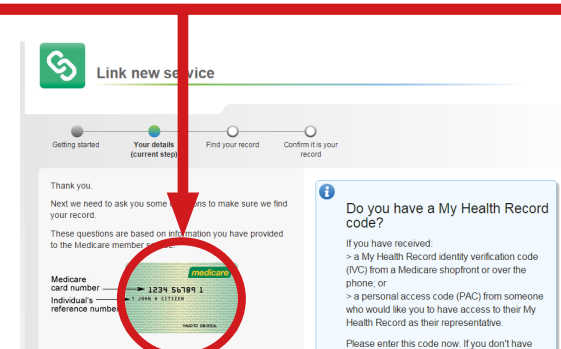 Link new service
Getting started
Your details
(current step)
Find your record
Confirm it is your
record
Thank you.
Next we need to ask you some to make sure we find
your record.
These questions are based on information you have provided
to the Medicare member
Medicare
card number
Individual's
reference number
medicare
1234 56789 1
1 JOHN A CITIZEN
VALID TO
Do you have a My Health Record
code?
If you have received:
> a My Health Record identity verification code
(IVC) from a Medicare shopfront or over the
phone; or
> a personal access code (PAC) from someone
who would like you to have access to their My
Health Record as their representative.
Please enter this code now. If you don't have